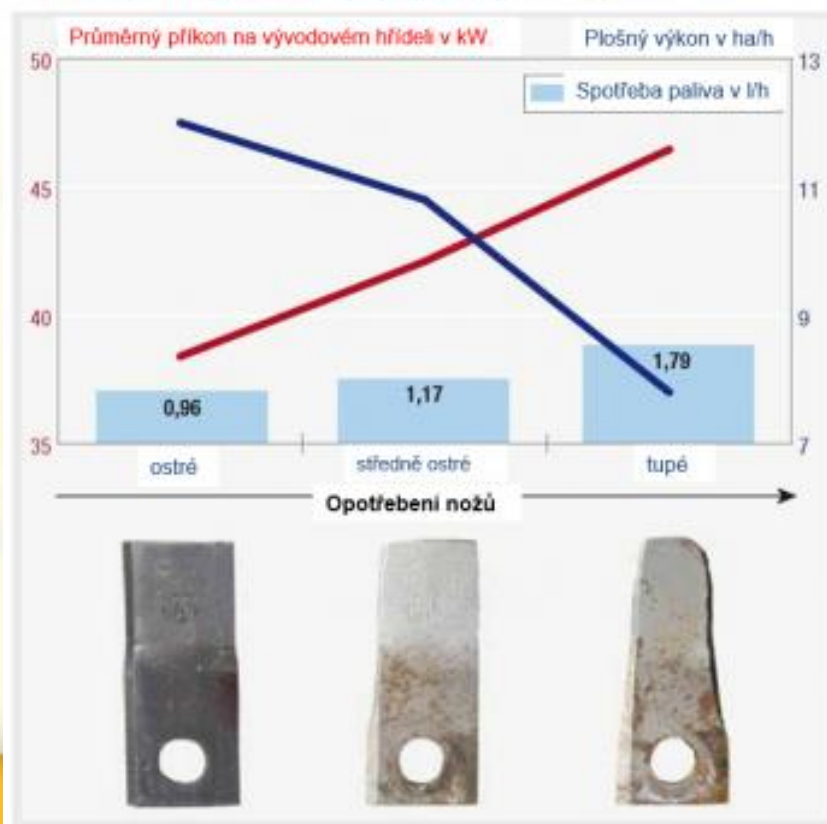 Průměrný příkon na vývodovém hřídeli v kW. Plošný výkon v ha/h
50 13
Spotřeba paliva v l/h
45 11
40 9
1,79
0,96 1,17
35 7
ostré středně ostré tupé
Opotřebení nožů